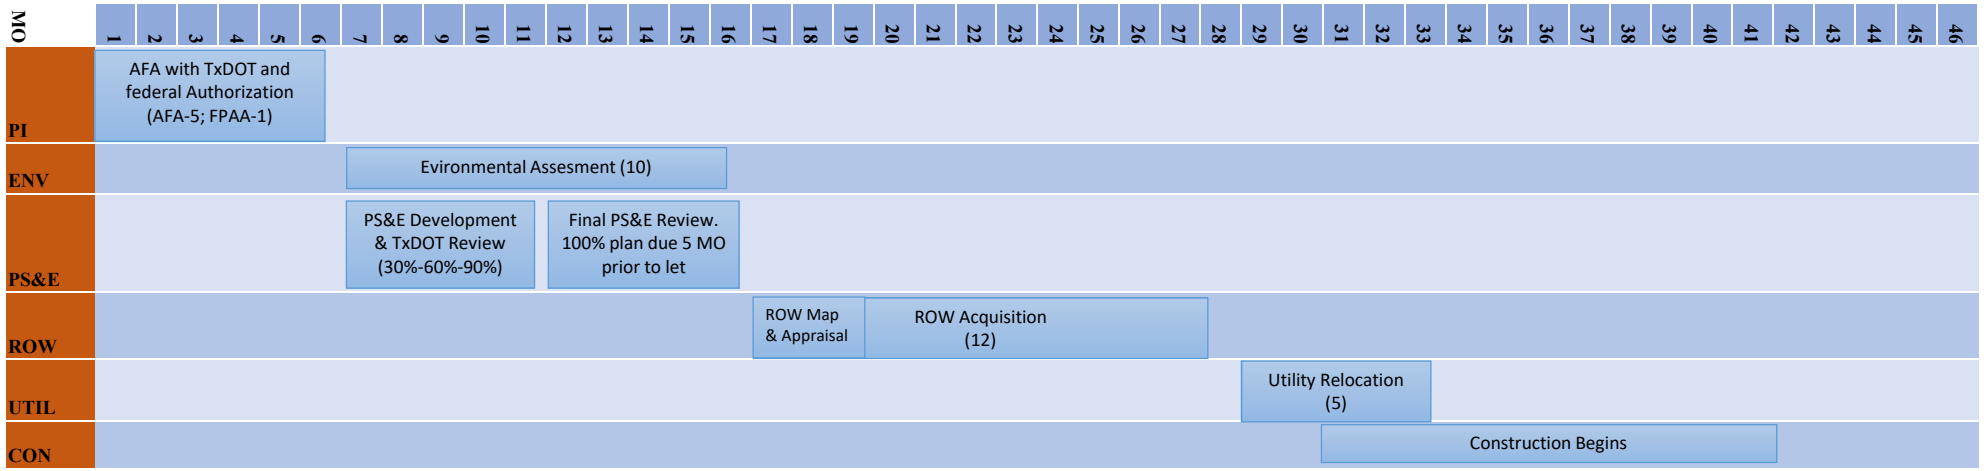 MO 1 2 3 4 5 6 7 8 9 10 11 12 13 14 15 16 17 18 19 20 21 22 23 24 25 26 27 28 29 30 31 32 33 34 35 36 37 38 39 40 41 42 43 44 45 46
PI
AFA with TxDOT and
federal Authorization
(AFA-5; FPAA-1)
ENV
Evironmental Assesment (10)
PS&E
PS&E Development
& TxDOT Review
(30%-60%-90%)
Final PS&E Review.
100% plan due 5 MO
prior to let
ROW
ROW Map
& Appraisal
ROW Acquisition
(12)
UTIL
Utility Relocation
(5)
CON
Construction Begins